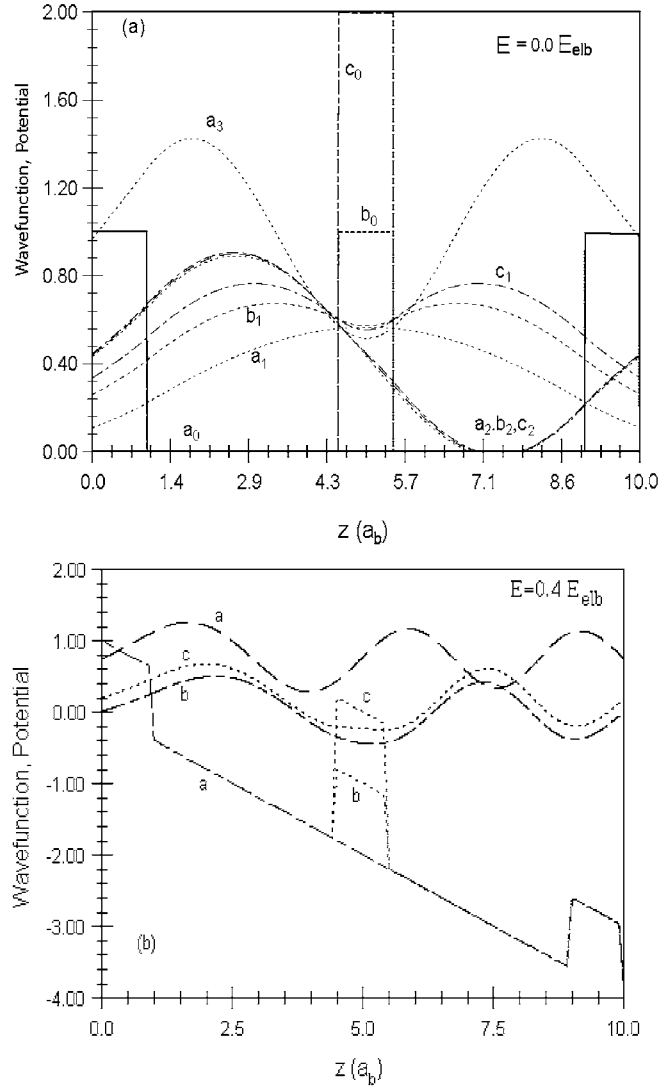 (a)
E = 0.0 E_elb
2.00
1.60
1.20
0.80
0.40
0.00
Wavefunction, Potential
c_0
a_3
b_0
c_1
b_1
a_1
a_0
a_2.b_2,c_2
0.0 1.4 2.9 4.3 5.7 7.1 8.6 10.0
z (a_b)
2.00
1.00
0.00
-1.00
-2.00
-3.00
-4.00
Wavefunction, Potential
E=0.4 E_elb
a
c
b
c
a
b
(b)
0.0 2.5 5.0 7.5 10.0
z (a_b)